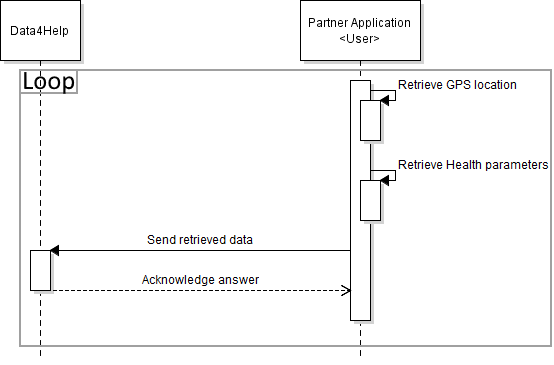 Data4Help
Partner Application
<User>
Loop
Retrieve GPS location
Retrieve Health parameters
Send retrieved data
Acknowledge answer